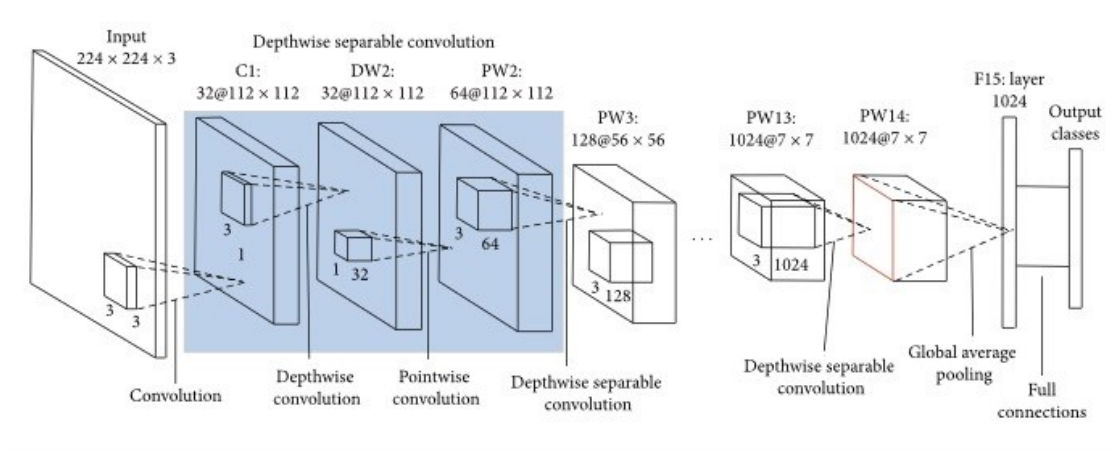 Input
224 × 224 × 3
Depthwise separable convolution
C1:
32@112 × 112
DW2:
32@112 × 112
PW2:
64@112 × 112
PW3:
128@56 × 56
PW13:
1024@7 × 7
PW14:
1024@7 × 7
F15: layer
1024
Output
classes
3
3
3
1
1
32
3
64
3
128
...
3
1024
Convolution
Depthwise
convolution
Pointwise
convolution
Depthwise separable
convolution
Depthwise separable
convolution
Global average
pooling
Full
connections